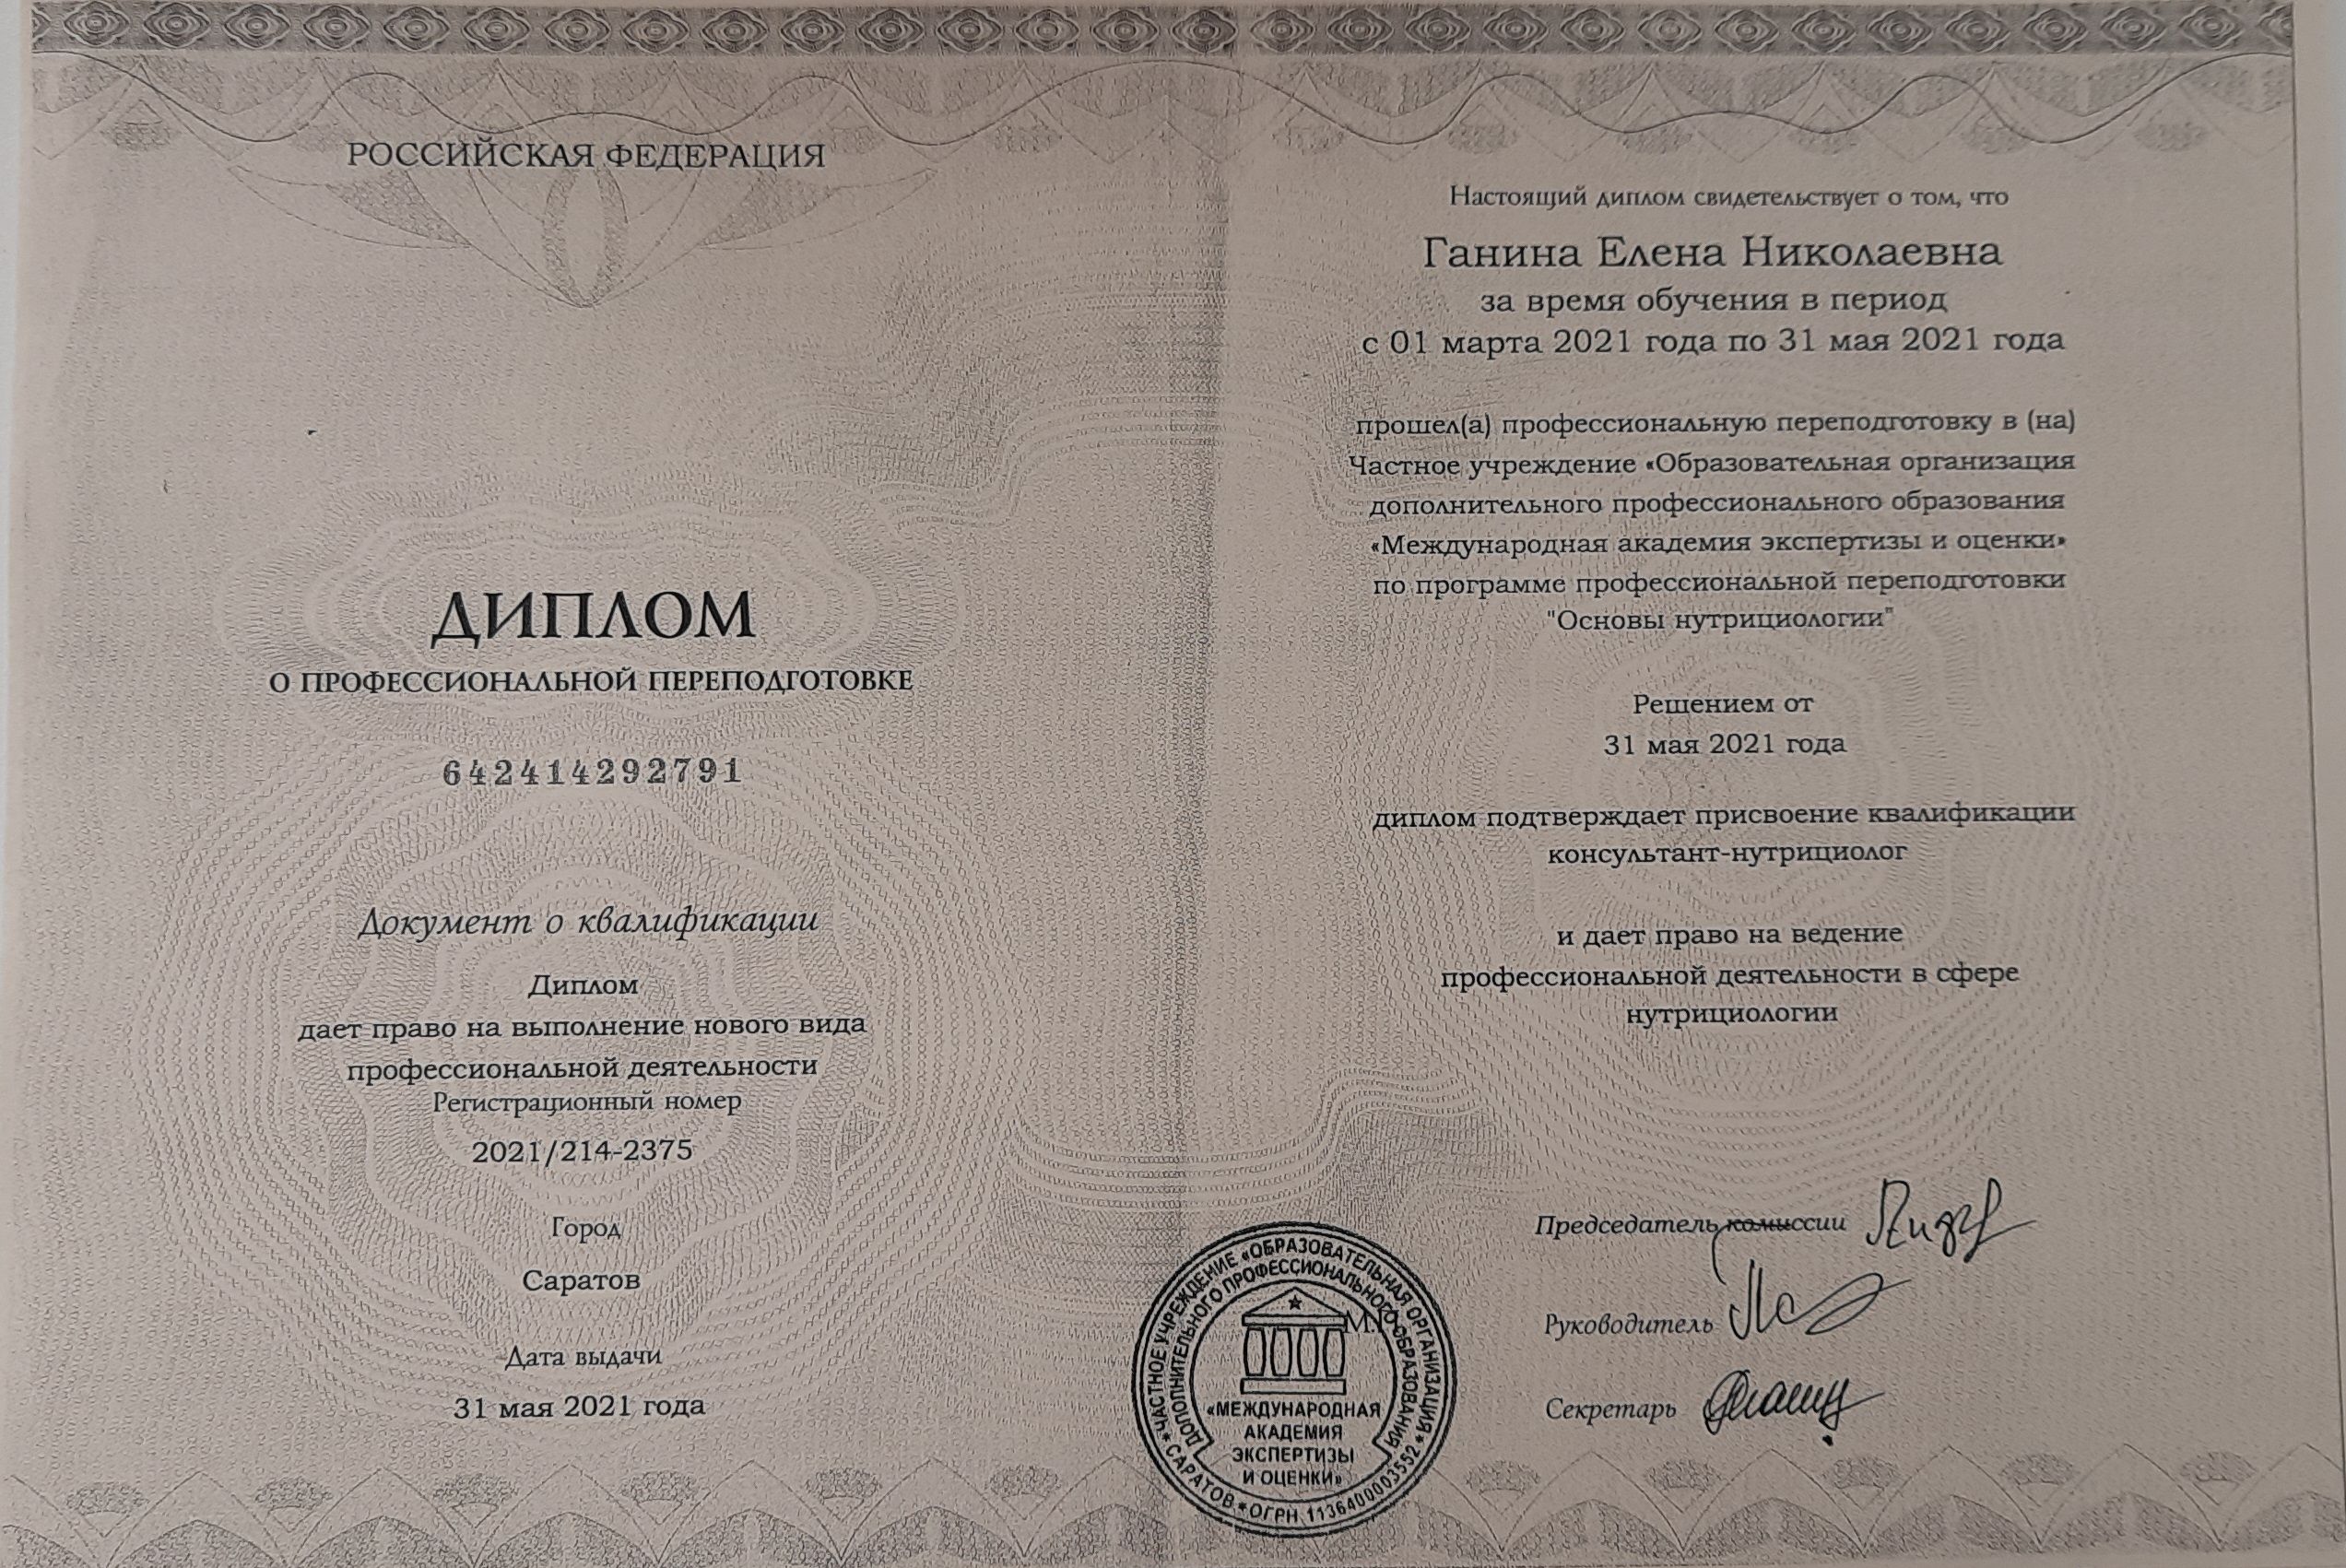 РОССИЙСКАЯ ФЕДЕРАЦИЯ
ДИПЛОМ
О ПРОФЕССИОНАЛЬНОЙ ПЕРЕПОДГОТОВКЕ
642414292791
Документ о квалификации
Диплом
дает право на выполнение нового вида
профессиональной деятельности
Регистрационный номер
2021/214-2375
Город
Саратов
Дата выдачи
31 мая 2021 года
Настоящий диплом свидетельствует о том, что
Ганина Елена Николаевна
за время обучения в период
с 01 марта 2021 года по 31 мая 2021 года
прошел(а) профессиональную переподготовку в (на)
Частное учреждение «Образовательная организация
дополнительного профессионального образования
«Международная академия экспертизы и оценки»
по программе профессиональной переподготовки
"Основы нутрициологии"
Решением от
31 мая 2021 года
диплом подтверждает присвоение квалификации
консультант-нутрициолог
и дает право на ведение
профессиональной деятельности в сфере
нутрициологии
Председатель комиссии
Руководитель
Секретарь
ЧАСТНОЕ УЧРЕЖДЕНИЕ «ОБРАЗОВАТЕЛЬНАЯ ОРГАНИЗАЦИЯ
ДОПОЛНИТЕЛЬНОГО ПРОФЕССИОНАЛЬНОГО ОБРАЗОВАНИЯ
«МЕЖДУНАРОДНАЯ
АКАДЕМИЯ
ЭКСПЕРТИЗЫ
И ОЦЕНКИ»
* САРАТОВ * ОГРН 1136400003552 *